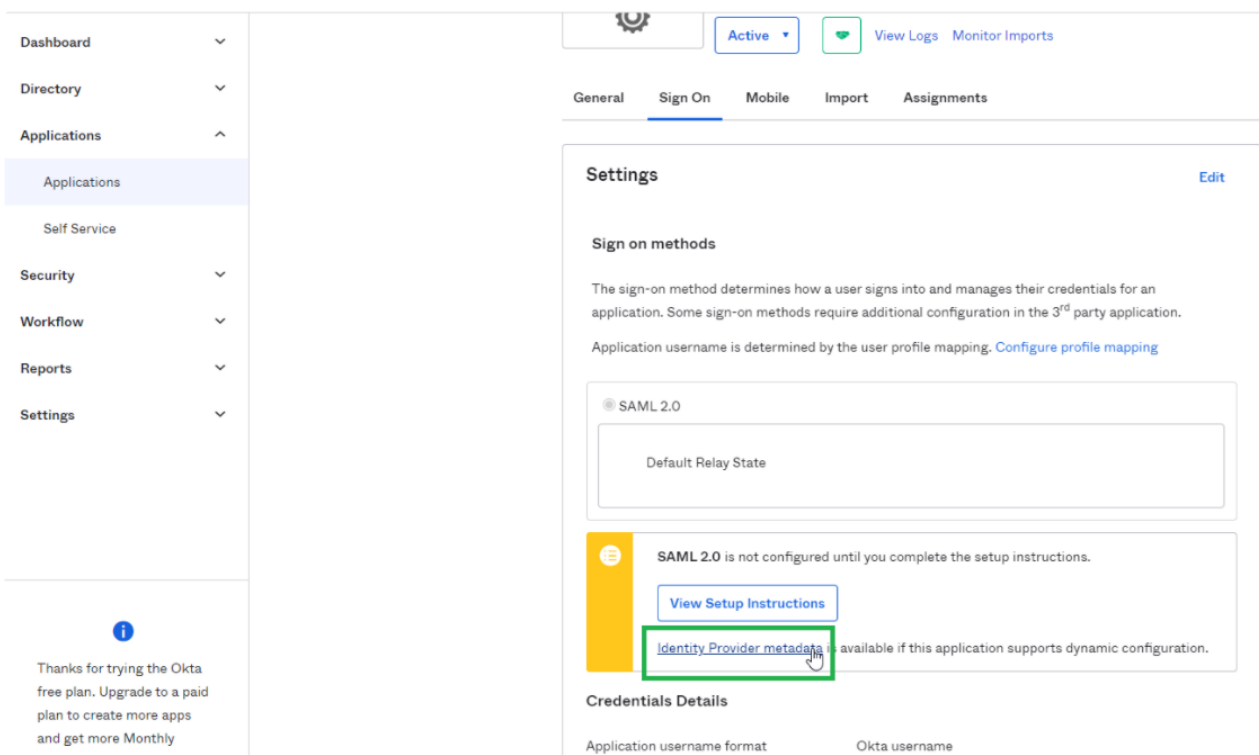 Dashboard
Directory
Applications
Applications
Self Service
Security
Workflow
Reports
Settings
Thanks for trying the Okta
free plan. Upgrade to a paid
plan to create more apps
and get more Monthly
Active
View Logs Monitor Imports
General Sign On Mobile Import Assignments
Settings Edit
Sign on methods
The sign-on method determines how a user signs into and manages their credentials for an
application. Some sign-on methods require additional configuration in the 3rd party application.
Application username is determined by the user profile mapping. Configure profile mapping
SAML 2.0
Default Relay State
SAML 2.0 is not configured until you complete the setup instructions.
View Setup Instructions
Identity Provider metadata is available if this application supports dynamic configuration.
Credentials Details
Application username format Okta username